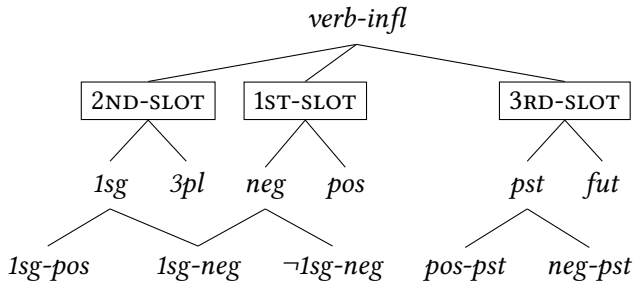 verb-infl
2ND-SLOT 1ST-SLOT 3RD-SLOT
1sg 3pl neg pos pst fut
1sg-pos 1sg-neg ¬1sg-neg pos-pst neg-pst